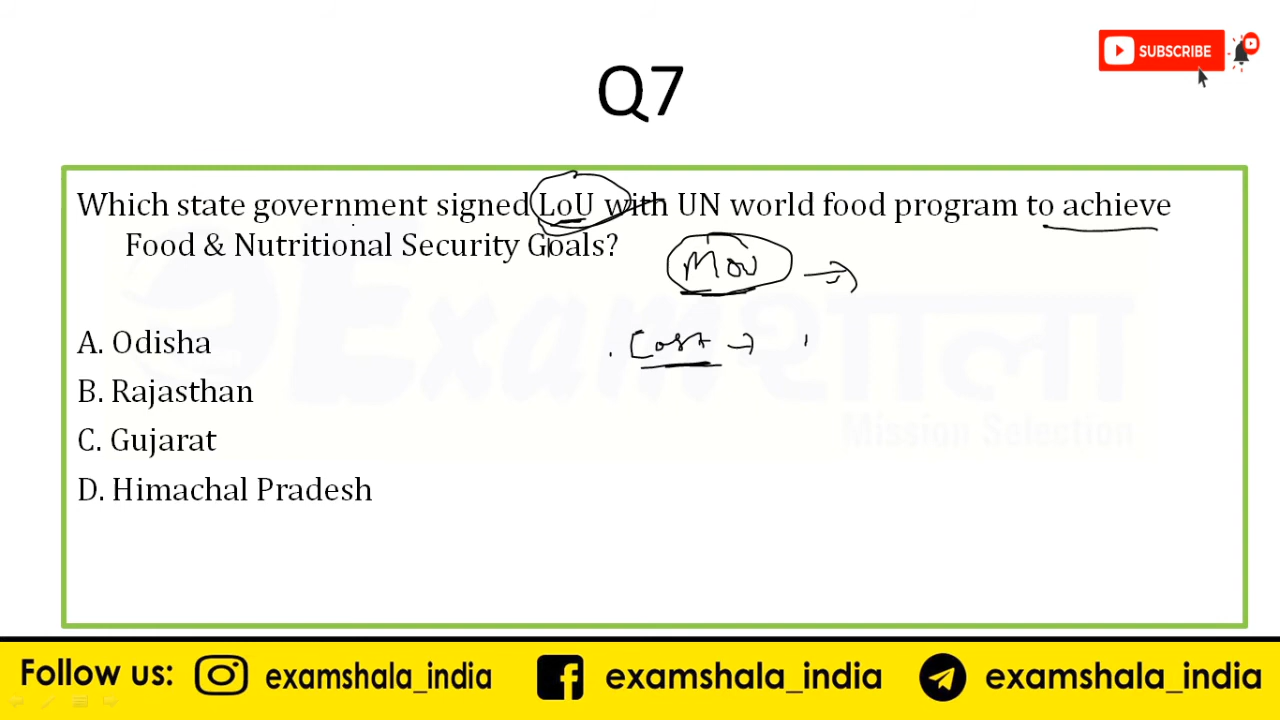 SUBSCRIBE
Q7
Which state government signed LoU with UN world food program to achieve
Food & Nutritional Security Goals?
MoU
Cost
A. Odisha
B. Rajasthan
C. Gujarat
D. Himachal Pradesh
Examशाला
Mission Selection
Follow us: examshala_india examshala_india examshala_india